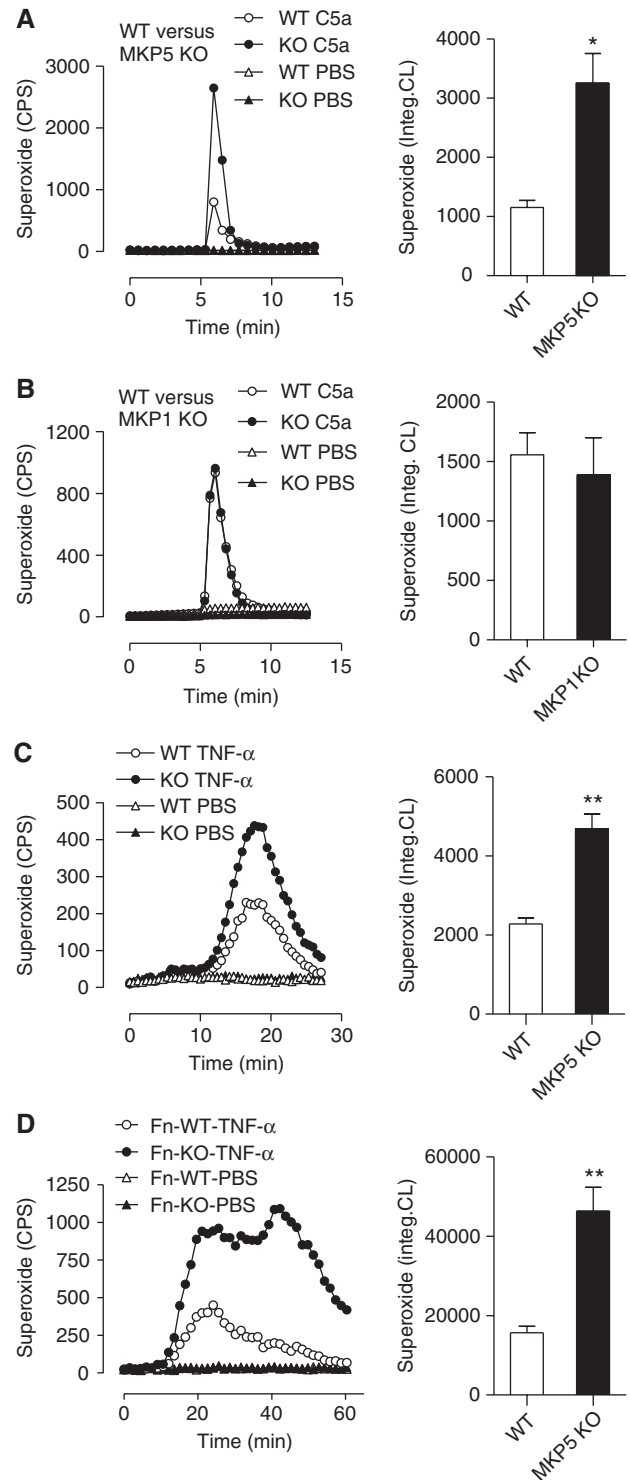 A
WT versus
MKP5 KO
WT C5a
KO C5a
WT PBS
KO PBS
Superoxide (CPS)
3000
2000
1000
0
0 5 10 15
Time (min)
Superoxide (Integ.CL)
4000
3000
2000
1000
0
*
WT
MKP5KO
B
WT versus
MKP1 KO
WT C5a
KO C5a
WT PBS
KO PBS
Superoxide (CPS)
1200
800
400
0
0 5 10 15
Time (min)
Superoxide (Integ. CL)
2000
1500
1000
500
0
WT
MKP1KO
C
WT TNF-α
KO TNF-α
WT PBS
KO PBS
Superoxide (CPS)
500
400
300
200
100
0
0 10 20 30
Time (min)
Superoxide (Integ.CL)
6000
4000
2000
0
**
WT
MKP5 KO
D
Fn-WT-TNF-α
Fn-KO-TNF-α
Fn-WT-PBS
Fn-KO-PBS
Superoxide (CPS)
1250
1000
750
500
250
0
0 20 40 60
Time (min)
Superoxide (integ.CL)
60000
40000
20000
0
**
WT
MKP5 KO